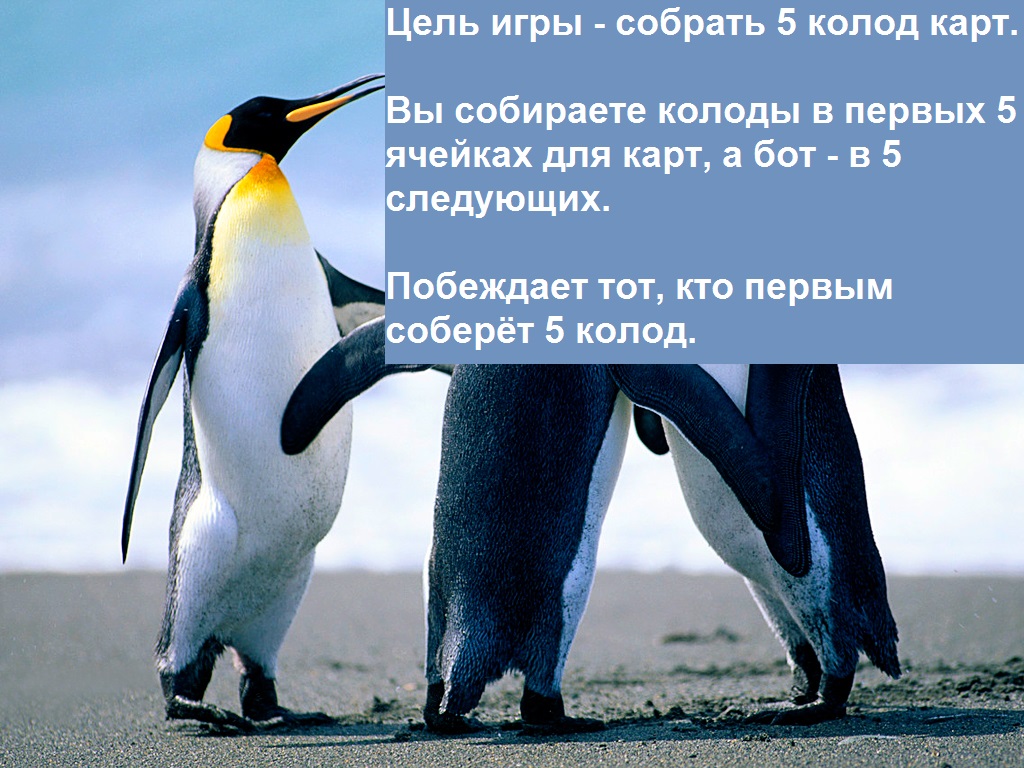 Цель игры - собрать 5 колод карт.
Вы собираете колоды в первых 5
ячейках для карт, а бот - в 5
следующих.
Побеждает тот, кто первым
соберёт 5 колод.